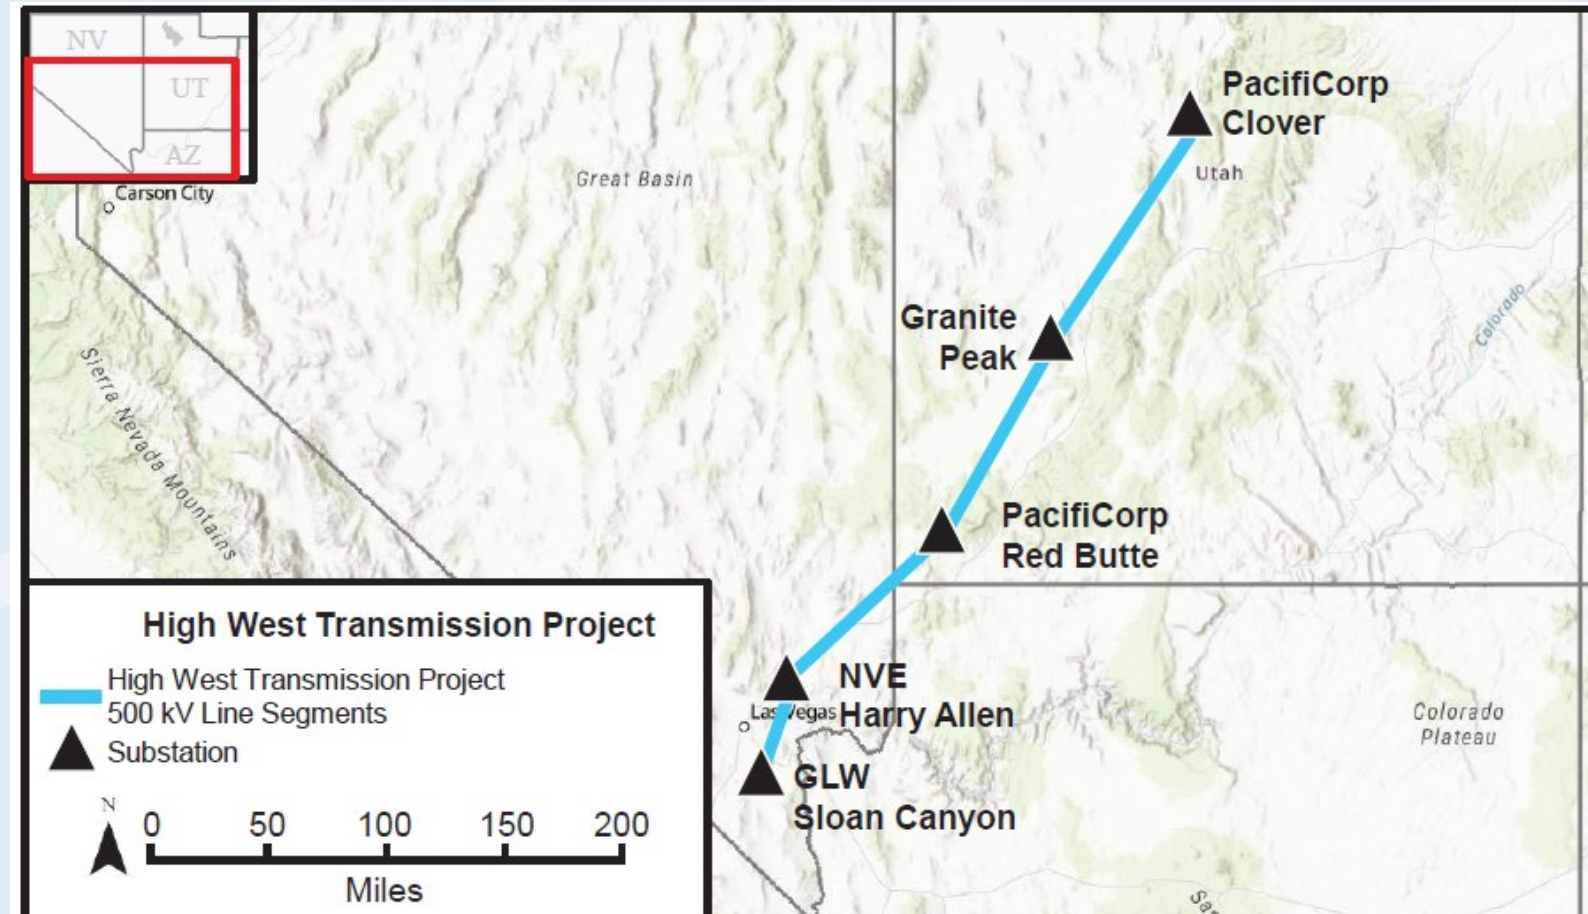 NV
UT
AZ
Carson City
Great Basin
PacifiCorp
Clover
Utah
Granite
Peak
Colorado
Sierra Nevada Mountains
PacifiCorp
Red Butte
NVE
Harry Allen
Las Vegas
GLW
Sloan Canyon
Colorado
Plateau
High West Transmission Project
High West Transmission Project
500 kV Line Segments
Substation
N
0 50 100 150 200
Miles